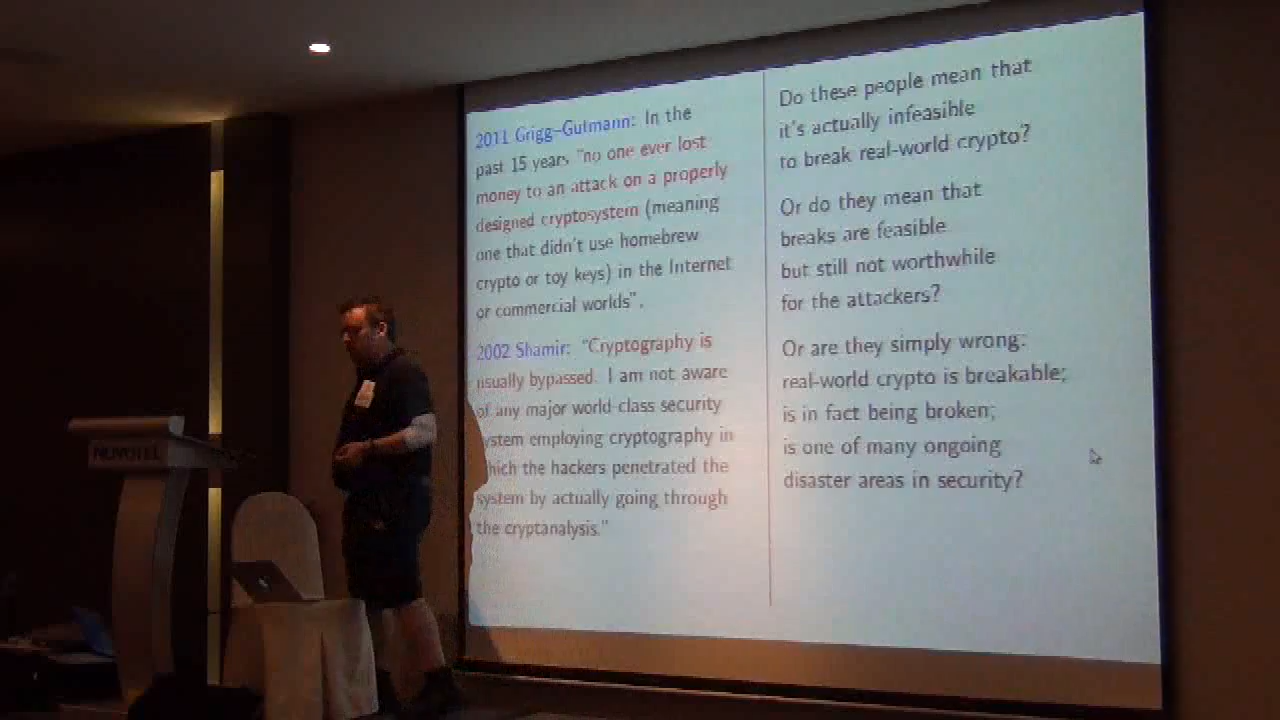 2011 Grigg–Gutmann: In the
past 15 years "no one ever lost
money to an attack on a properly
designed cryptosystem (meaning
one that didn't use homebrew
crypto or toy keys) in the Internet
or commercial worlds".
2002 Shamir: "Cryptography is
usually bypassed. I am not aware
of any major world-class security
system employing cryptography in
which the hackers penetrated the
system by actually going through
the cryptanalysis."
Do these people mean that
it's actually infeasible
to break real-world crypto?
Or do they mean that
breaks are feasible
but still not worthwhile
for the attackers?
Or are they simply wrong:
real-world crypto is breakable;
is in fact being broken;
is one of many ongoing
disaster areas in security?
NOVOTEL